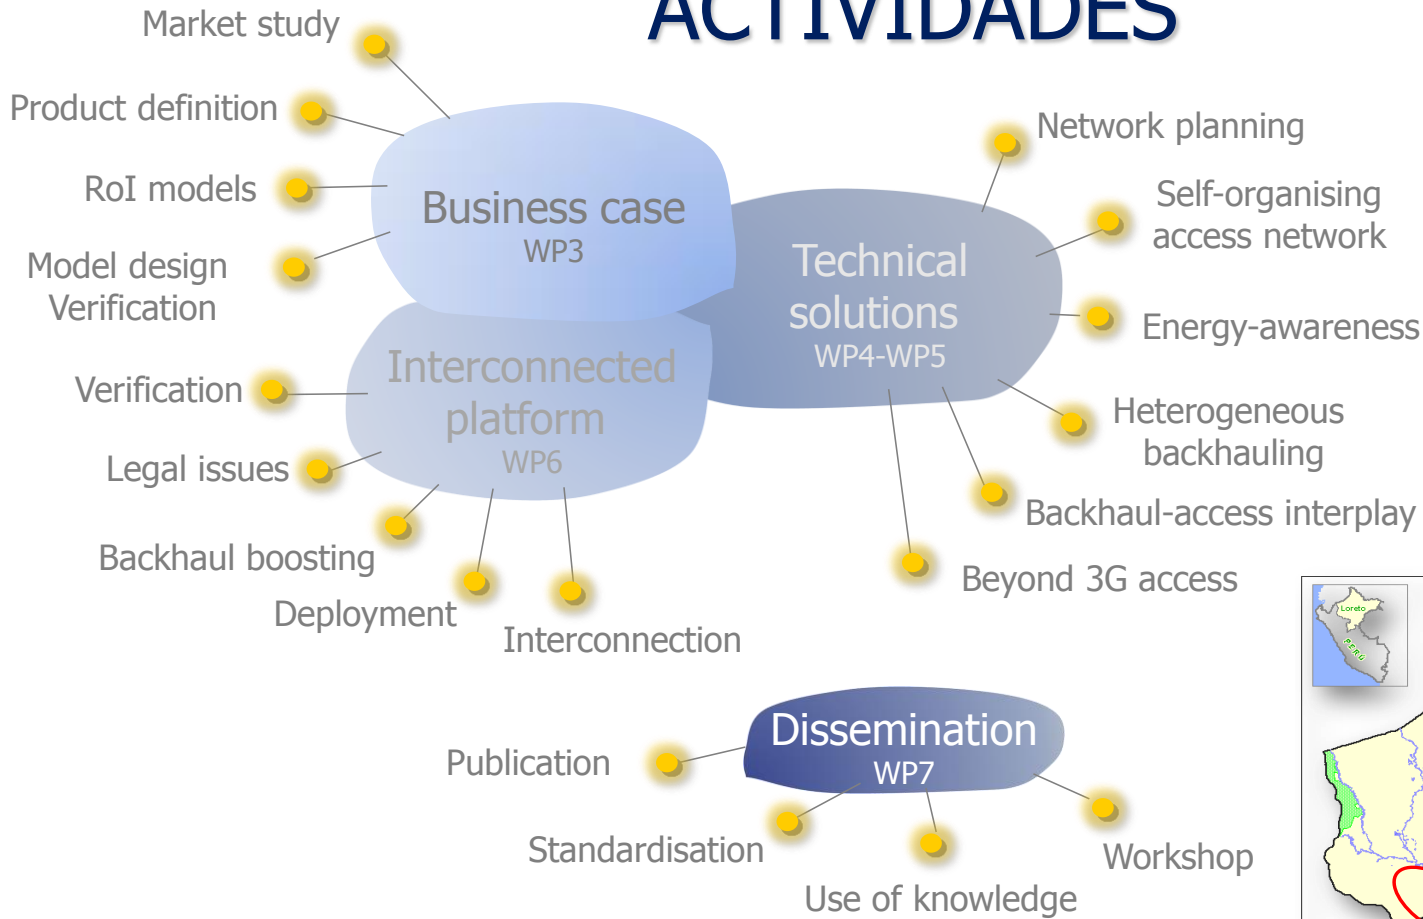 ACTIVIDADES
Market study
Product definition
RoI models
Model design
Verification
Business case
WP3
Network planning
Self-organising
access network
Energy-awareness
Heterogeneous
backhauling
Backhaul-access interplay
Beyond 3G access
Technical
solutions
WP4-WP5
Interconnected
platform
WP6
Verification
Legal issues
Backhaul boosting
Deployment
Interconnection
Dissemination
WP7
Publication
Standardisation
Use of knowledge
Workshop
Loreto
PERÚ